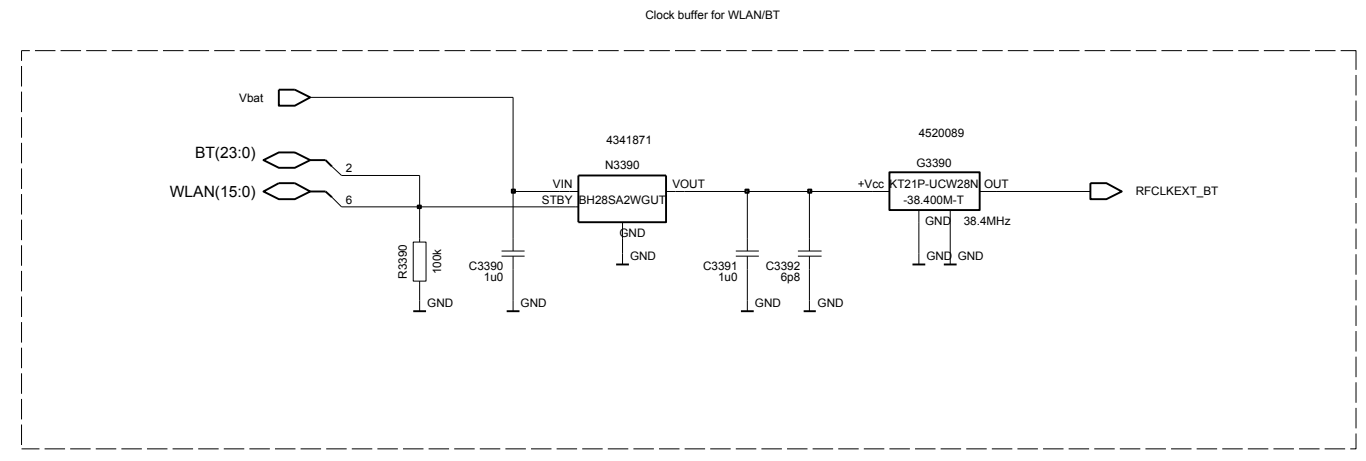 Clock buffer for WLAN/BT
Vbat
BT(23:0)
2
WLAN(15:0)
6
R3390
100k
GND
C3390
1u0
GND
4341871
N3390
VIN
STBY
BH28SA2WGUT
VOUT
GND
GND
C3391
1u0
GND
C3392
6p8
GND
4520089
G3390
+Vcc
KT21P-UCW28N
-38.400M-T
OUT
GND
38.4MHz
GND
GND
RFCLKEXT_BT